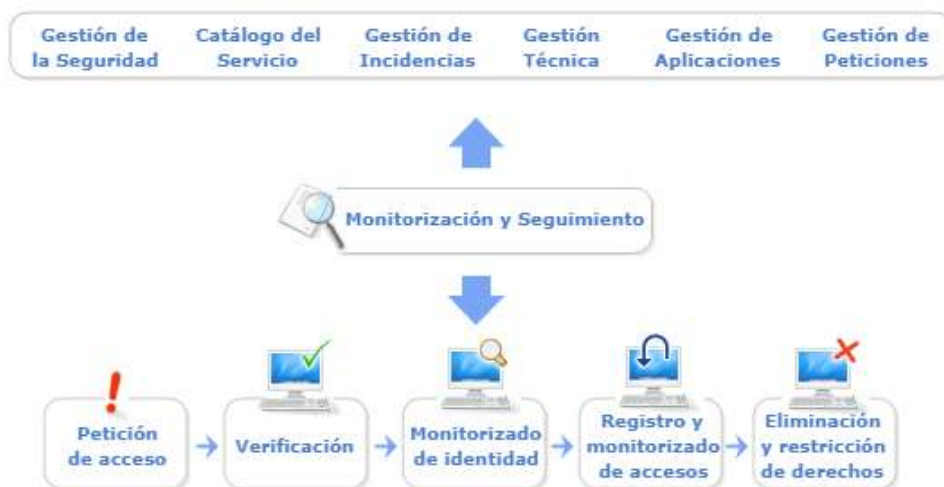 Gestión de
la Seguridad
Catálogo del
Servicio
Gestión de
Incidencias
Gestión
Técnica
Gestión de
Aplicaciones
Gestión de
Peticiones
Monitorización y Seguimiento
Petición
de acceso
Verificación
Monitorizado
de identidad
Registro y
monitorizado
de accesos
Eliminación
y restricción
de derechos